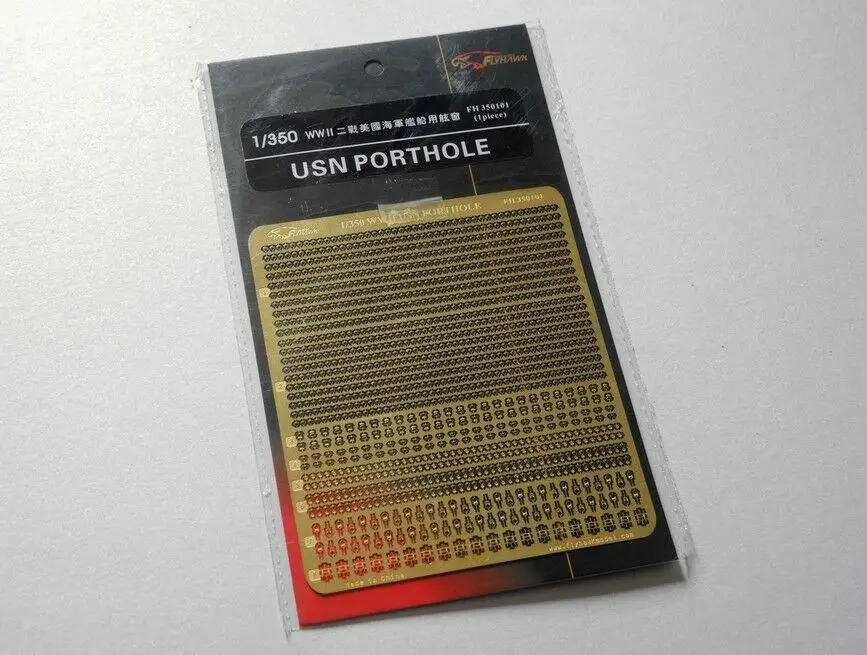 FLYHAWK
FH 350101
(1piece)
1/350 WWII 二戰美國海軍艦船用舷窗
USN PORTHOLE
FLYHAWK
1/350 WW PORTHOLE
FH 350101
www.flyhawkmodel.com
Made in China